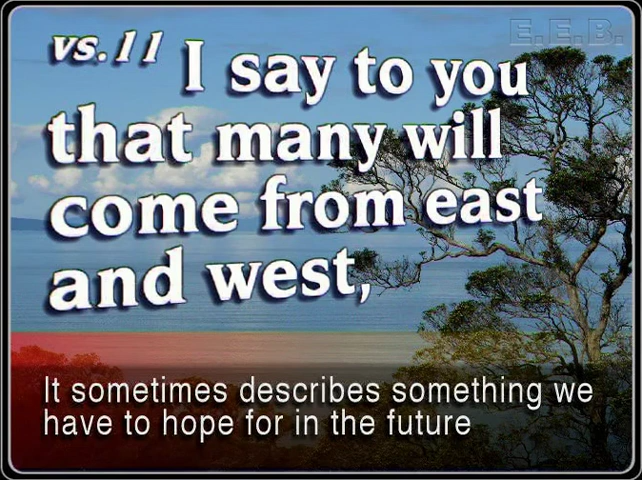 E.E.B.
vs.11 I say to you
that many will
come from east
and west,
It sometimes describes something we
have to hope for in the future